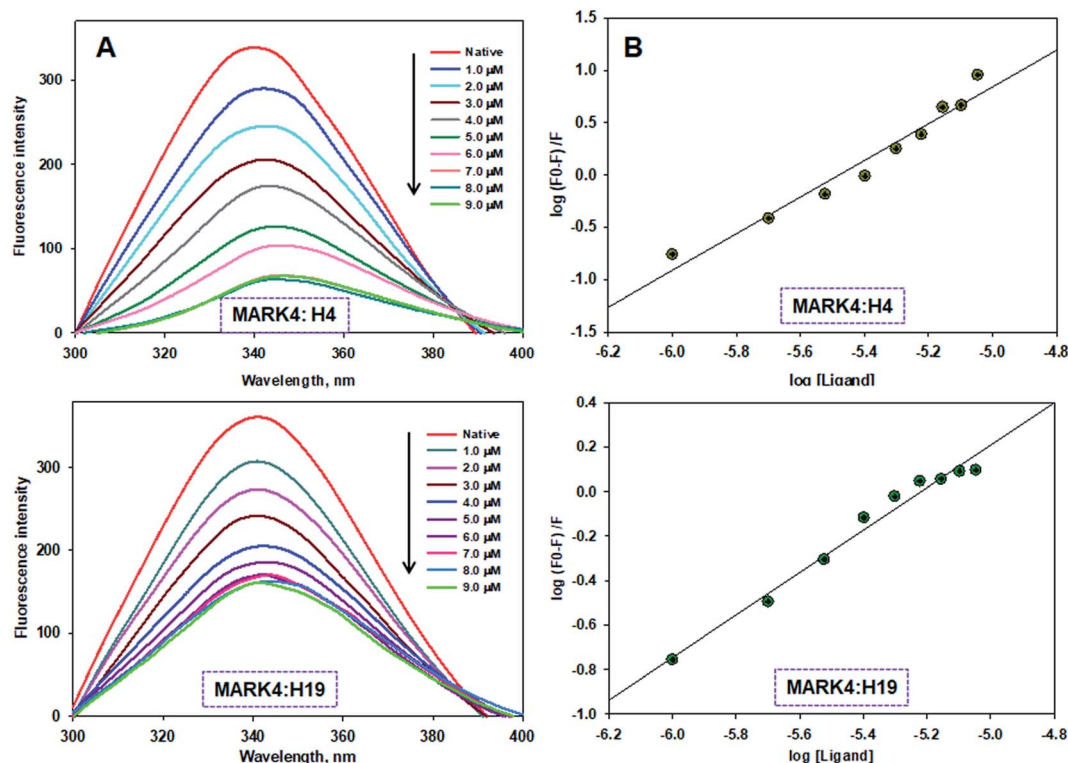 A
Fluorescence intensity
300
200
100
0
Native
1.0 µM
2.0 µM
3.0 µM
4.0 µM
5.0 µM
6.0 µM
7.0 µM
8.0 µM
9.0 µM
MARK4: H4
300 320 340 360 380 400
Wavelength, nm
B
log (F0-F) /F
1.5
1.0
0.5
0.0
-0.5
-1.0
-1.5
MARK4:H4
-6.2 -6.0 -5.8 -5.6 -5.4 -5.2 -5.0 -4.8
log [Ligand]
Fluorescence intensity
300
200
100
0
Native
1.0 µM
2.0 µM
3.0 µM
4.0 µM
5.0 µM
6.0 µM
7.0 µM
8.0 µM
9.0 µM
MARK4:H19
300 320 340 360 380 400
Wavelength, nm
log (F0-F) /F
0.4
0.2
0.0
-0.2
-0.4
-0.6
-0.8
-1.0
MARK4:H19
-6.2 -6.0 -5.8 -5.6 -5.4 -5.2 -5.0 -4.8
log [Ligand]